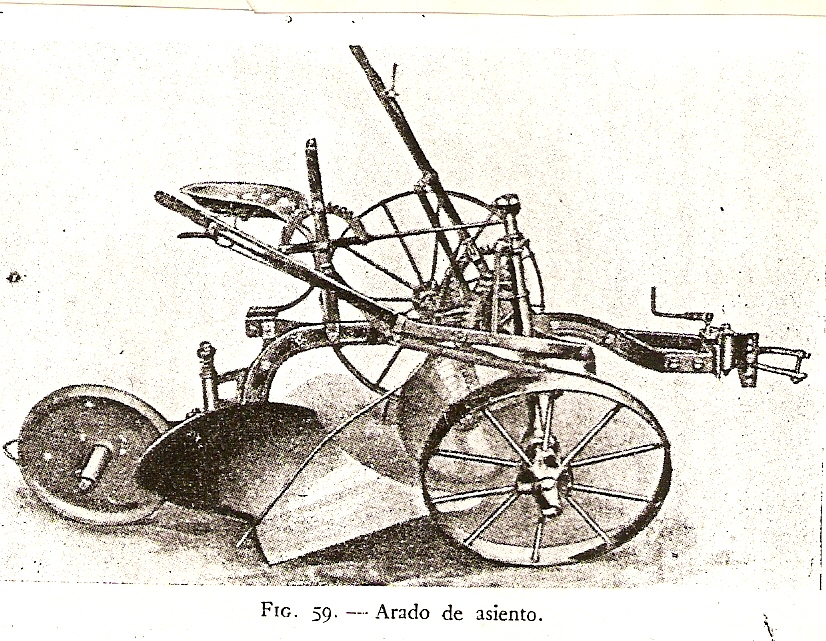 FIG. 59. — Arado de asiento.